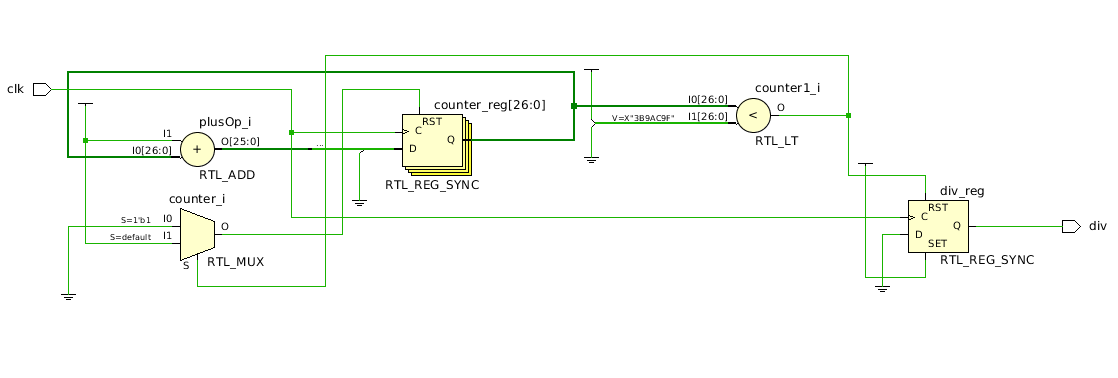 clk
plusOp_i
I1
I0[26:0]
+
O[25:0]
RTL_ADD
...
counter_reg[26:0]
RST
C
D
Q
RTL_REG_SYNC
counter_i
S=1'b1
I0
S=default
I1
O
S
RTL_MUX
V=X"3B9AC9F"
counter1_i
I0[26:0]
I1[26:0]
<
O
RTL_LT
div_reg
RST
C
D
Q
SET
RTL_REG_SYNC
div